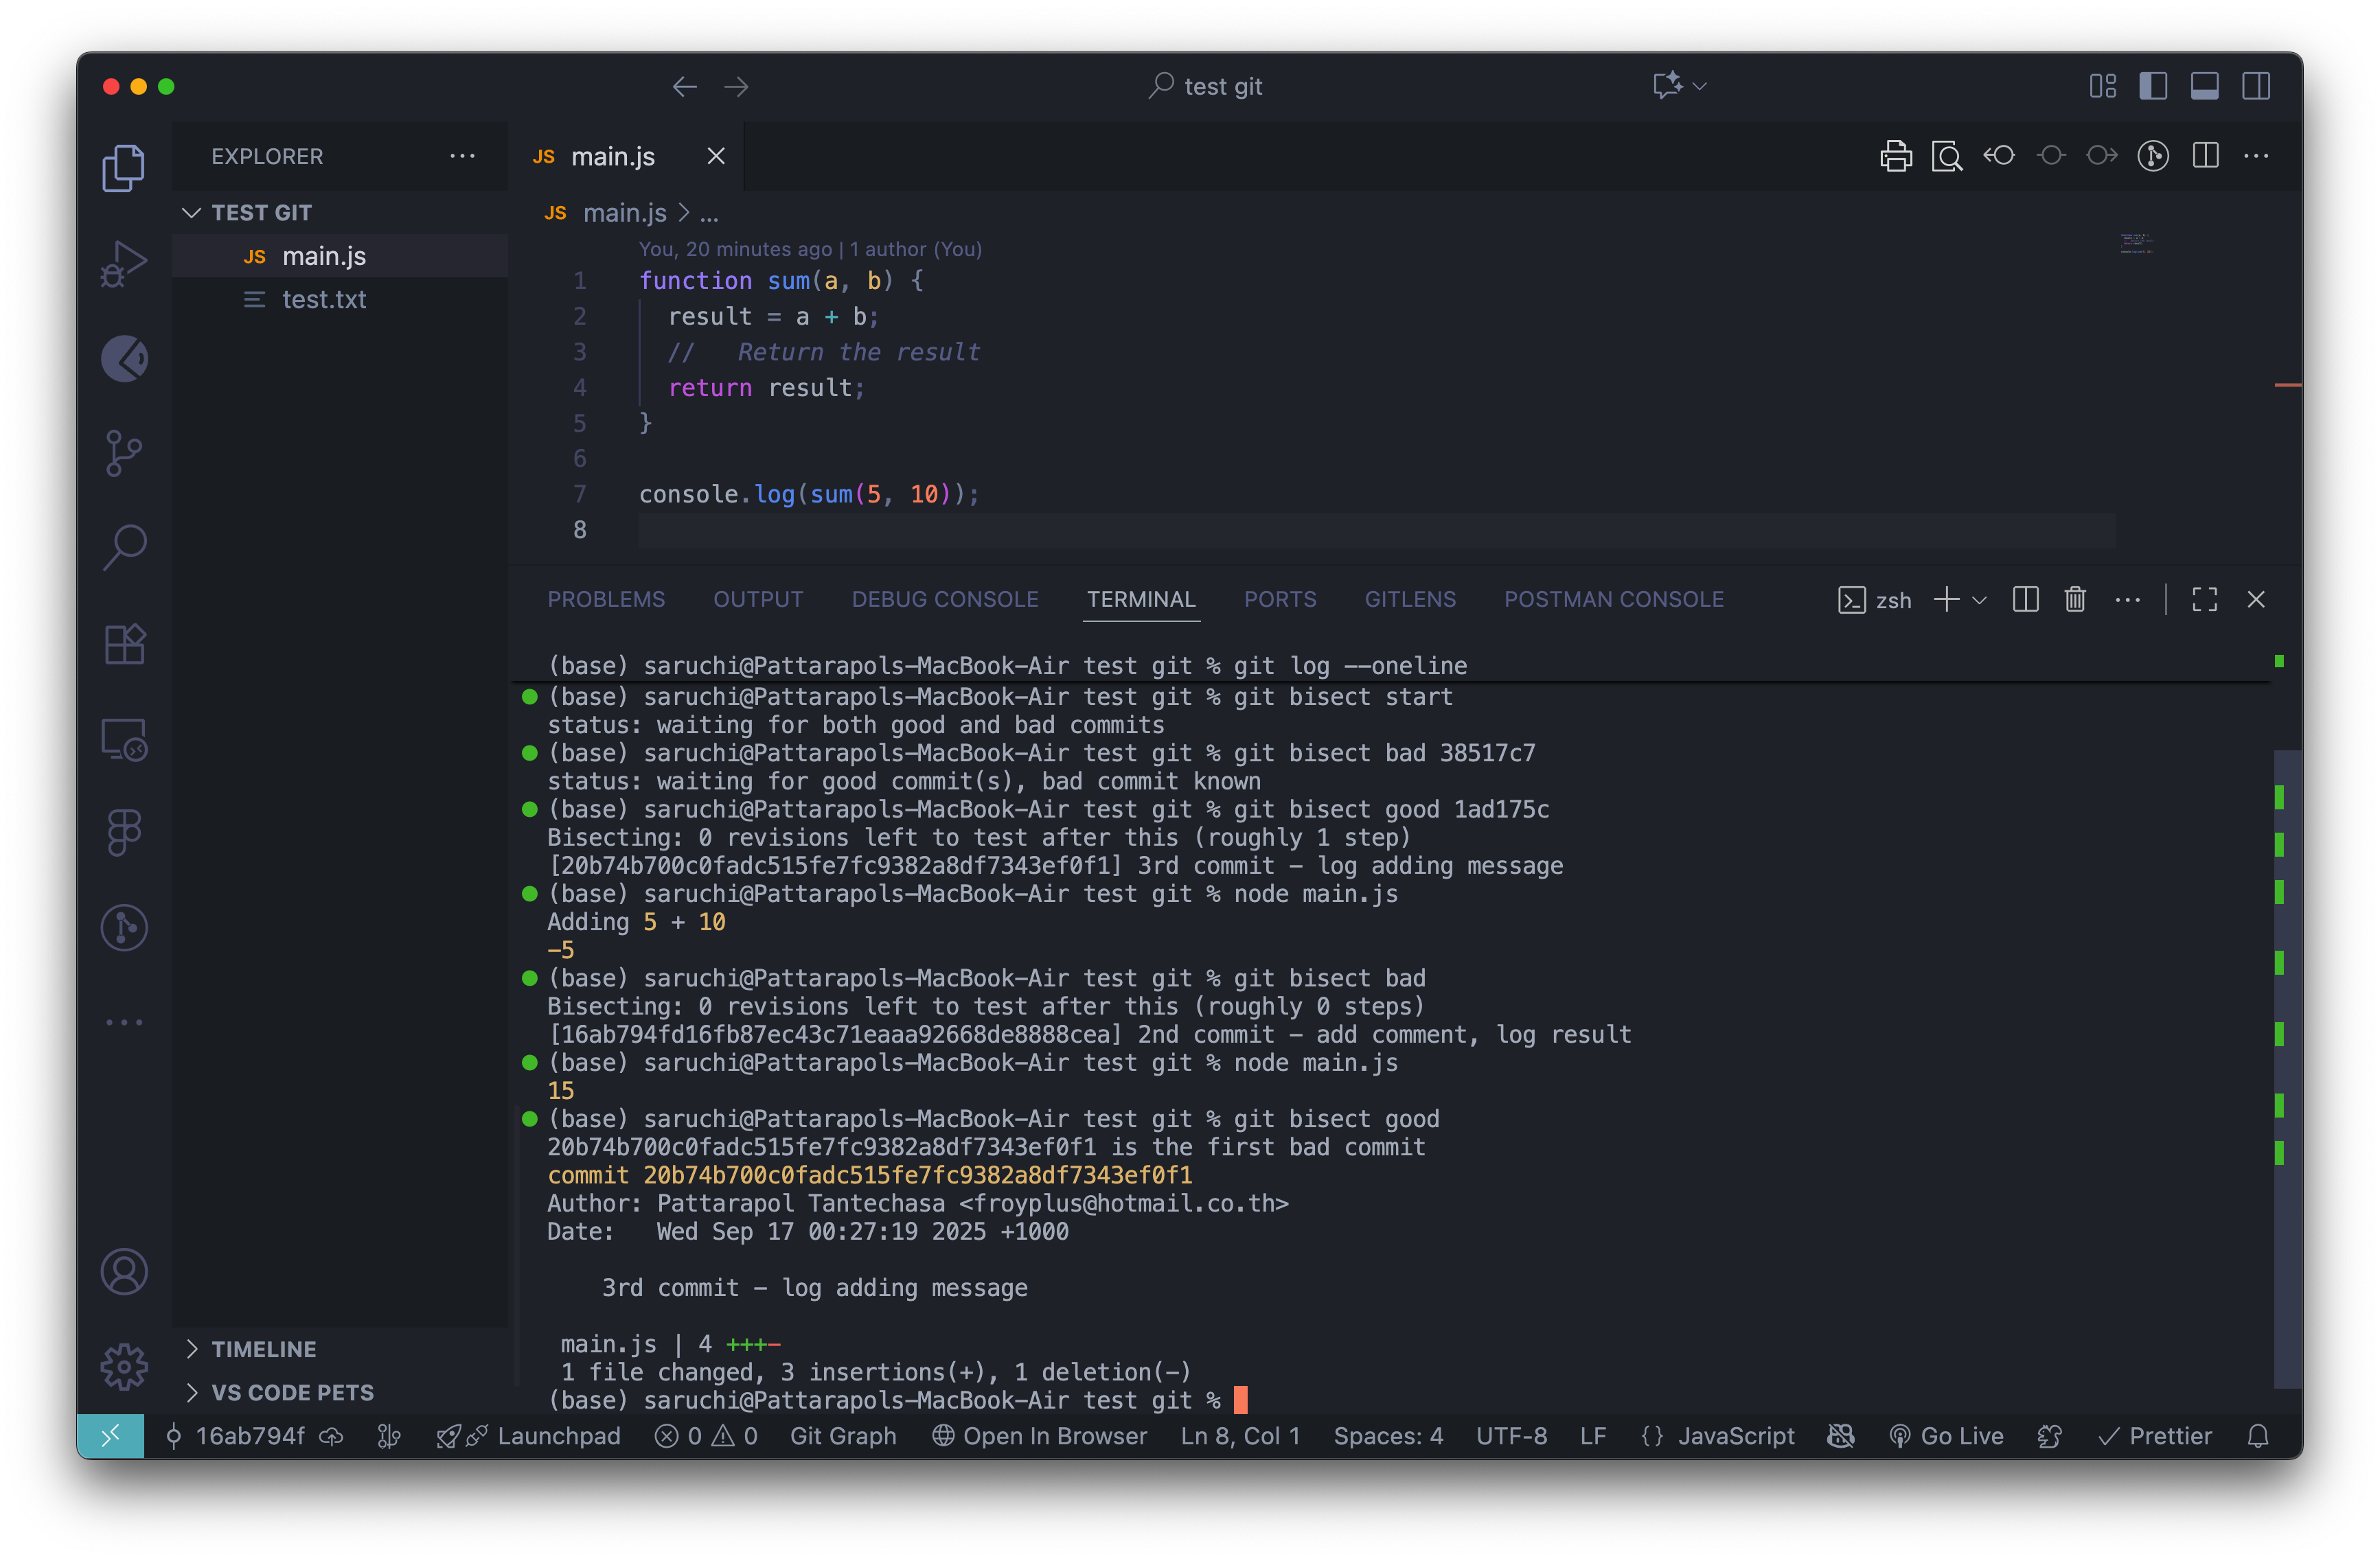 test git
EXPLORER
JS main.js
TEST GIT
JS main.js
test.txt
JS main.js > ...
You, 20 minutes ago | 1 author (You)
1 function sum(a, b) {
2 result = a + b;
3 //   Return the result
4 return result;
5 }
6
7 console.log(sum(5, 10));
8
PROBLEMS OUTPUT DEBUG CONSOLE TERMINAL PORTS GITLENS POSTMAN CONSOLE zsh
(base) saruchi@Pattarapols-MacBook-Air test git % git log --oneline
(base) saruchi@Pattarapols-MacBook-Air test git % git bisect start
status: waiting for both good and bad commits
(base) saruchi@Pattarapols-MacBook-Air test git % git bisect bad 38517c7
status: waiting for good commit(s), bad commit known
(base) saruchi@Pattarapols-MacBook-Air test git % git bisect good 1ad175c
Bisecting: 0 revisions left to test after this (roughly 1 step)
[20b74b700c0fadc515fe7fc9382a8df7343ef0f1] 3rd commit - log adding message
(base) saruchi@Pattarapols-MacBook-Air test git % node main.js
Adding 5 + 10
-5
(base) saruchi@Pattarapols-MacBook-Air test git % git bisect bad
Bisecting: 0 revisions left to test after this (roughly 0 steps)
[16ab794fd16fb87ec43c71eaaa92668de8888cea] 2nd commit - add comment, log result
(base) saruchi@Pattarapols-MacBook-Air test git % node main.js
15
(base) saruchi@Pattarapols-MacBook-Air test git % git bisect good
20b74b700c0fadc515fe7fc9382a8df7343ef0f1 is the first bad commit
commit 20b74b700c0fadc515fe7fc9382a8df7343ef0f1
Author: Pattarapol Tantechasa <froyplus@hotmail.co.th>
Date:   Wed Sep 17 00:27:19 2025 +1000
3rd commit - log adding message
main.js | 4 +++-
1 file changed, 3 insertions(+), 1 deletion(-)
(base) saruchi@Pattarapols-MacBook-Air test git %
TIMELINE
VS CODE PETS
16ab794f Launchpad 0 0 Git Graph Open In Browser Ln 8, Col 1 Spaces: 4 UTF-8 LF {} JavaScript Go Live Prettier